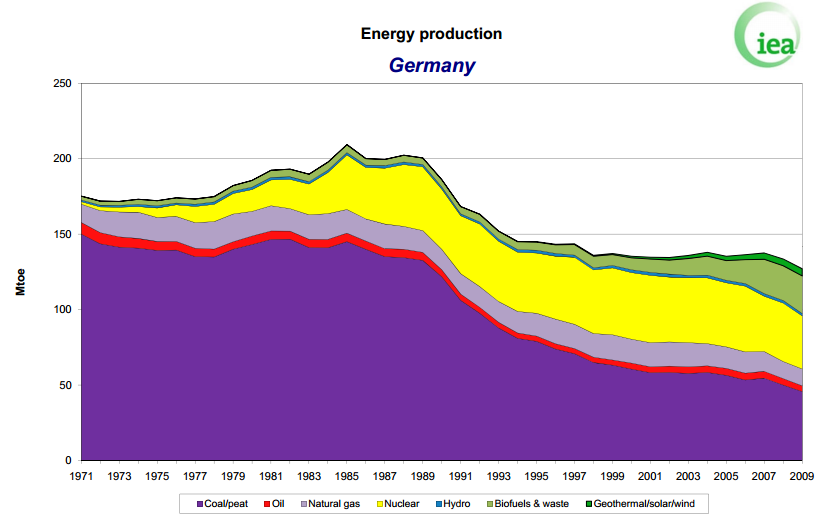 Energy production
Germany
iea
Mtoe
250
200
150
100
50
0
1971 1973 1975 1977 1979 1981 1983 1985 1987 1989 1991 1993 1995 1997 1999 2001 2003 2005 2007 2009
Coal/peat Oil Natural gas Nuclear Hydro Biofuels & waste Geothermal/solar/wind